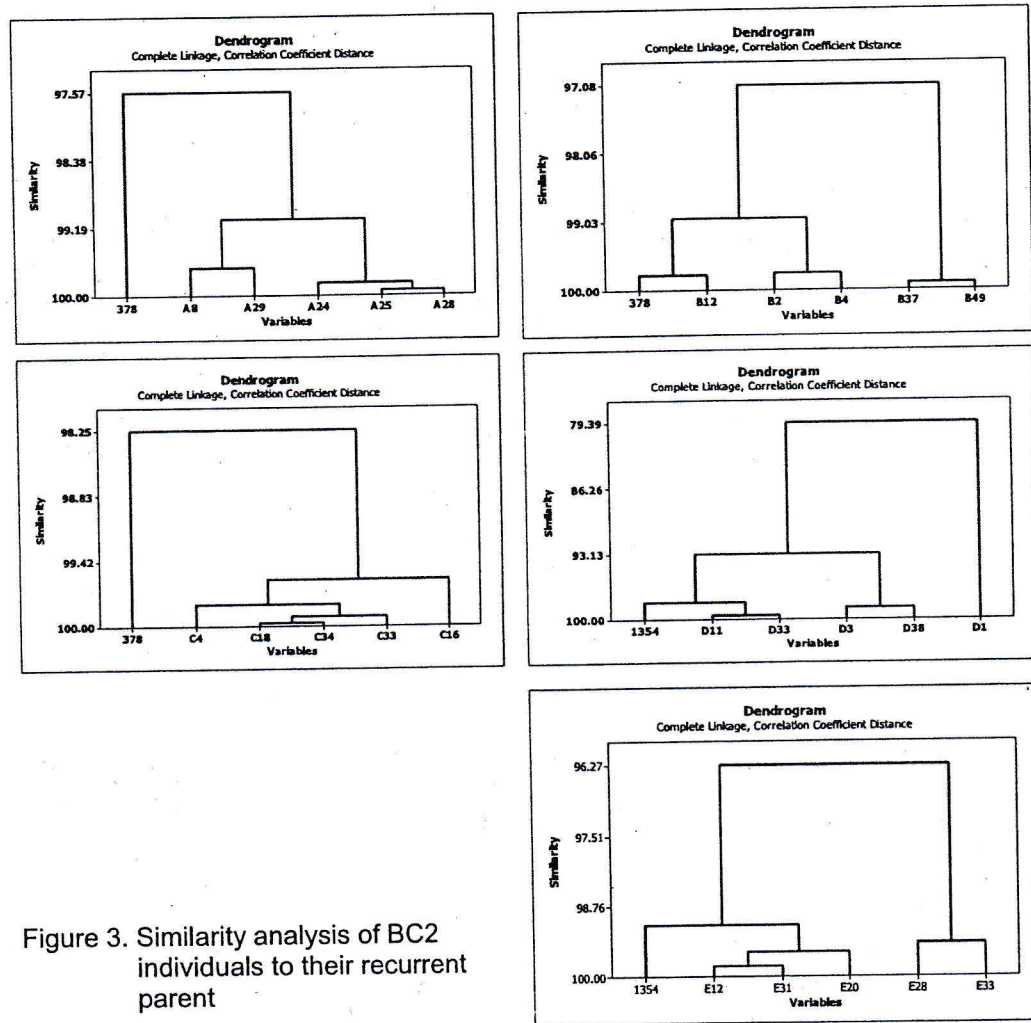 Dendrogram
Complete Linkage, Correlation Coefficient Distance
97.57
98.38
99.19
100.00
Similarity
378 A8 A29 A24 A25 A28
Variables
Dendrogram
Complete Linkage, Correlation Coefficient Distance
97.08
98.06
99.03
100.00
Similarity
378 B12 B2 B4 B37 B49
Variables
Dendrogram
Complete Linkage, Correlation Coefficient Distance
98.25
98.83
99.42
100.00
Similarity
378 C4 C18 C34 C33 C16
Variables
Dendrogram
Complete Linkage, Correlation Coefficient Distance
79.39
86.26
93.13
100.00
Similarity
1354 D11 D33 D3 D38 D1
Variables
Dendrogram
Complete Linkage, Correlation Coefficient Distance
96.27
97.51
98.76
100.00
Similarity
1354 E12 E31 E20 E28 E33
Variables
Figure 3. Similarity analysis of BC2
individuals to their recurrent
parent